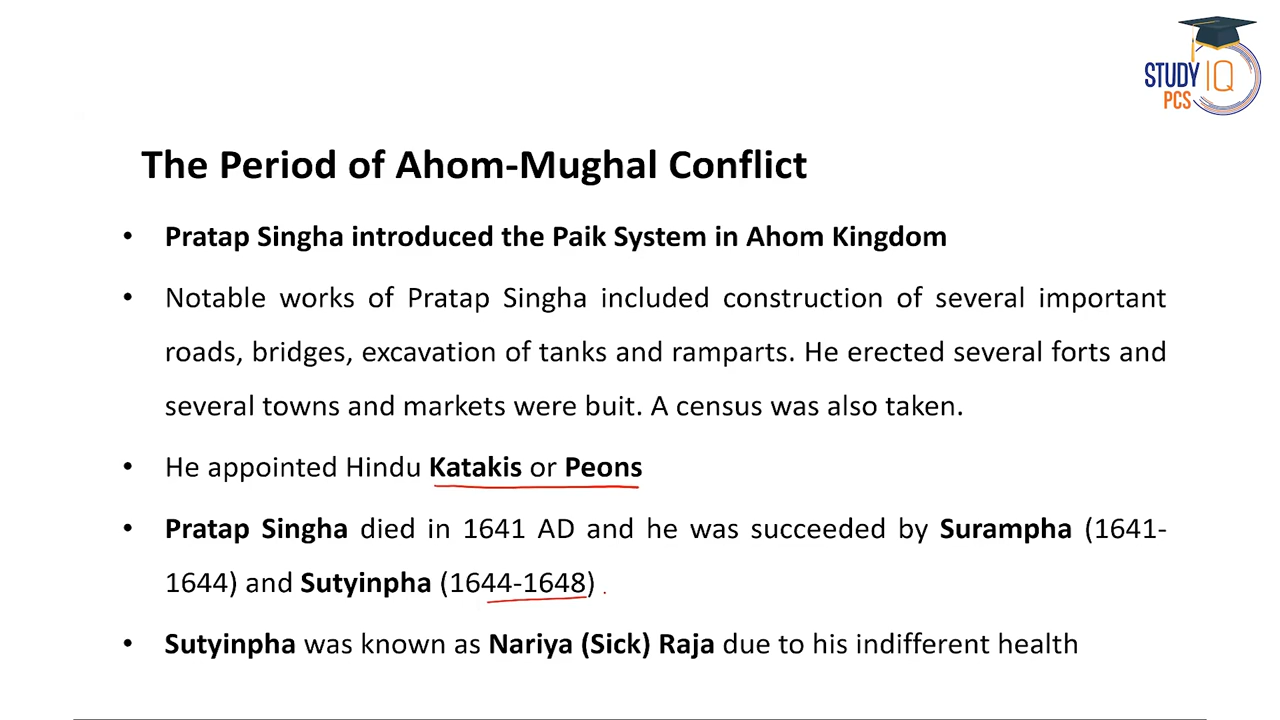 STUDY IQ
PCS
The Period of Ahom-Mughal Conflict
• Pratap Singha introduced the Paik System in Ahom Kingdom
• Notable works of Pratap Singha included construction of several important
roads, bridges, excavation of tanks and ramparts. He erected several forts and
several towns and markets were buit. A census was also taken.
• He appointed Hindu Katakis or Peons
• Pratap Singha died in 1641 AD and he was succeeded by Surampha (1641-
1644) and Sutyinpha (1644-1648)
• Sutyinpha was known as Nariya (Sick) Raja due to his indifferent health